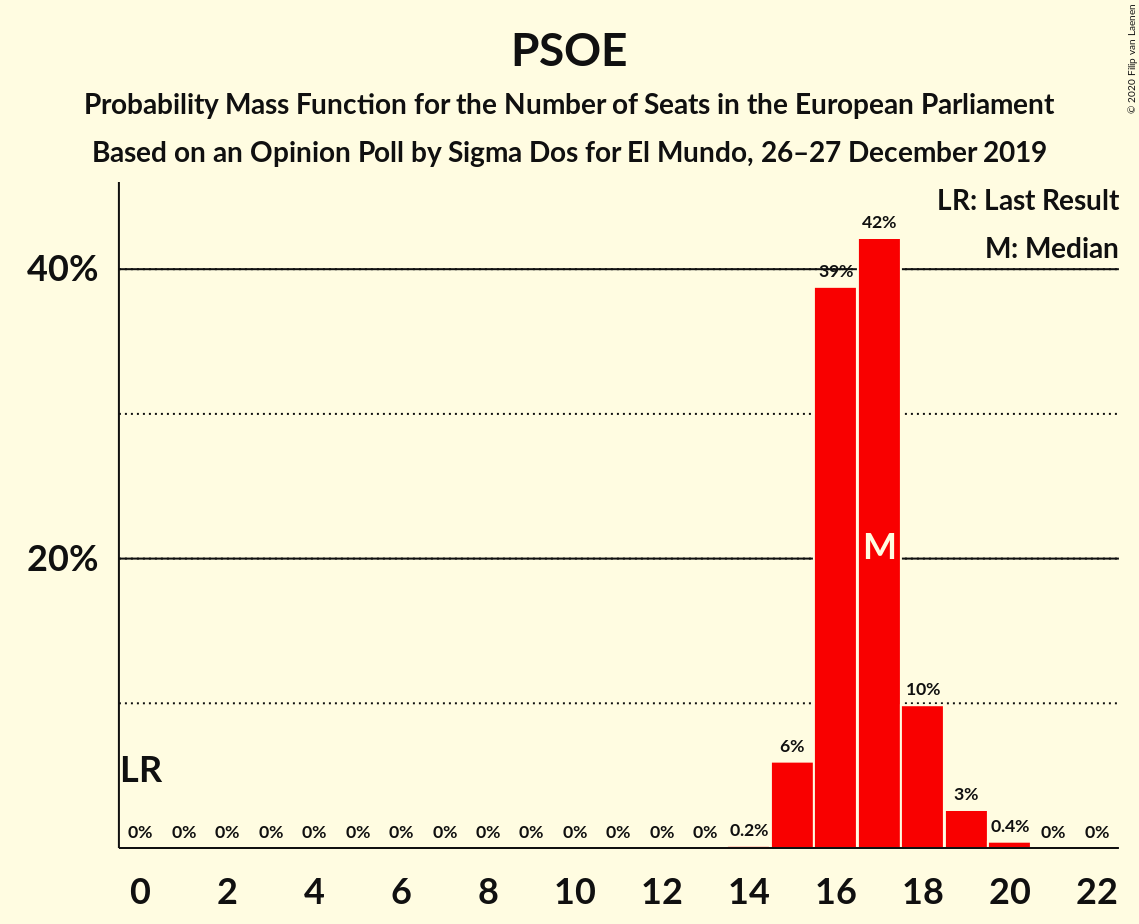 PSOE
Probability Mass Function for the Number of Seats in the European Parliament
Based on an Opinion Poll by Sigma Dos for El Mundo, 26–27 December 2019
© 2020 Filip van Laenen
LR: Last Result
M: Median
40%
20%
LR
M
0% 0% 0% 0% 0% 0% 0% 0% 0% 0% 0% 0% 0% 0% 0.2% 6% 39% 42% 10% 3% 0.4% 0% 0%
0 2 4 6 8 10 12 14 16 18 20 22